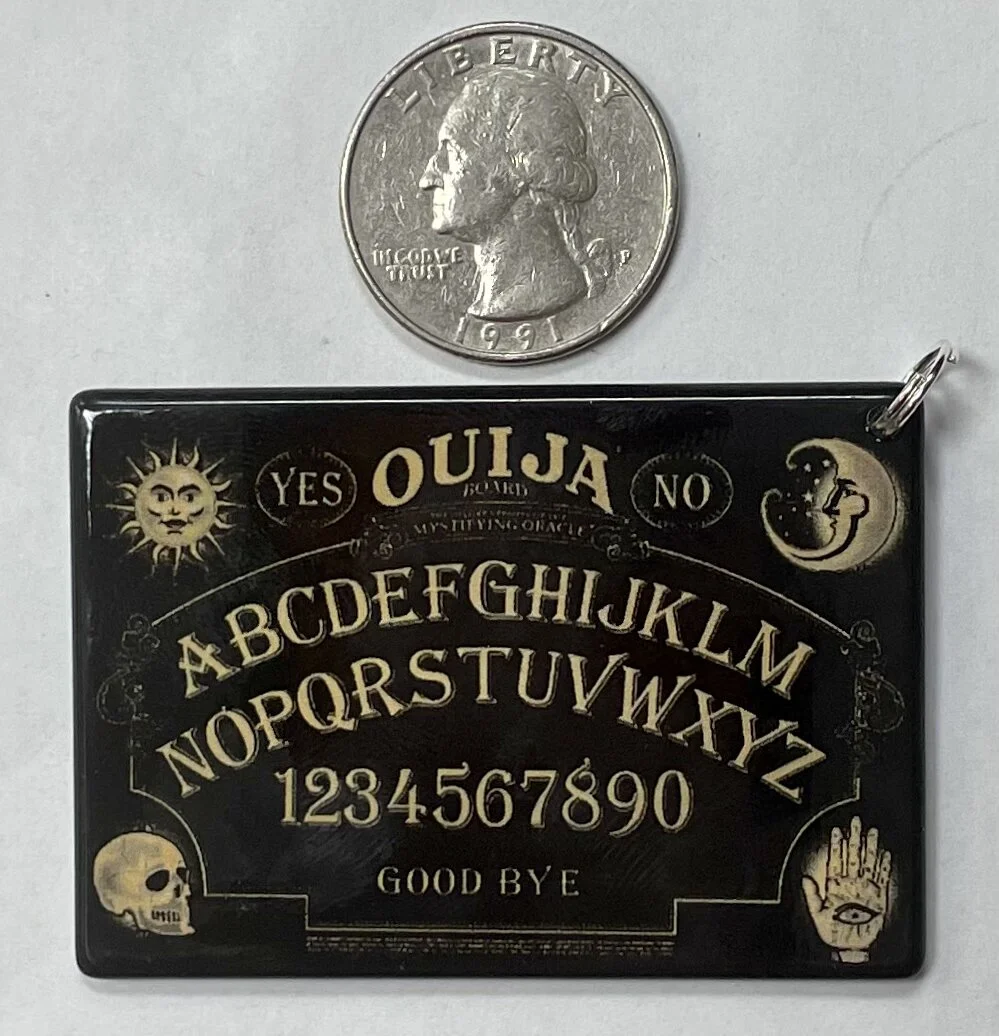 LIBERTY
IN GOD WE
TRUST
P
1991
YES OUIJA NO
BOARD
MYSTIFYING ORACLE
ABCDEFGHIJKLM
NOPQRSTUVWXYZ
1234567890
GOOD BYE